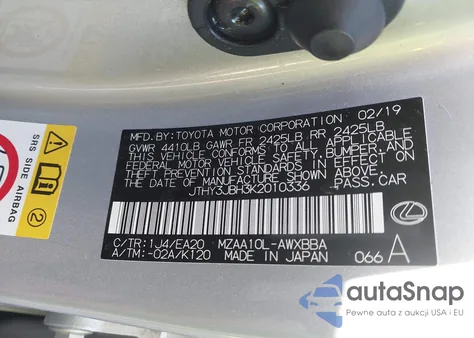 MFD.BY:TOYOTA MOTOR CORPORATION 02/19
GVWR 4410LB GAWR FR 2425LB RR 2425LB
THIS VEHICLE CONFORMS TO ALL APPLICABLE
FEDERAL MOTOR VEHICLE SAFETY, BUMPER, AND
THEFT PREVENTION STANDARDS IN EFFECT ON
THE DATE OF MANUFACTURE SHOWN ABOVE.
JTHY3JBH3K2010336 PASS.CAR
C/TR: 1J4/EA20 MZAA10L-AWXBBA
A/TM: -02A/K120 MADE IN JAPAN 066 A
SRS SIDE AIRBAG
2
autoSnap
Pewne auta z aukcji USA i EU